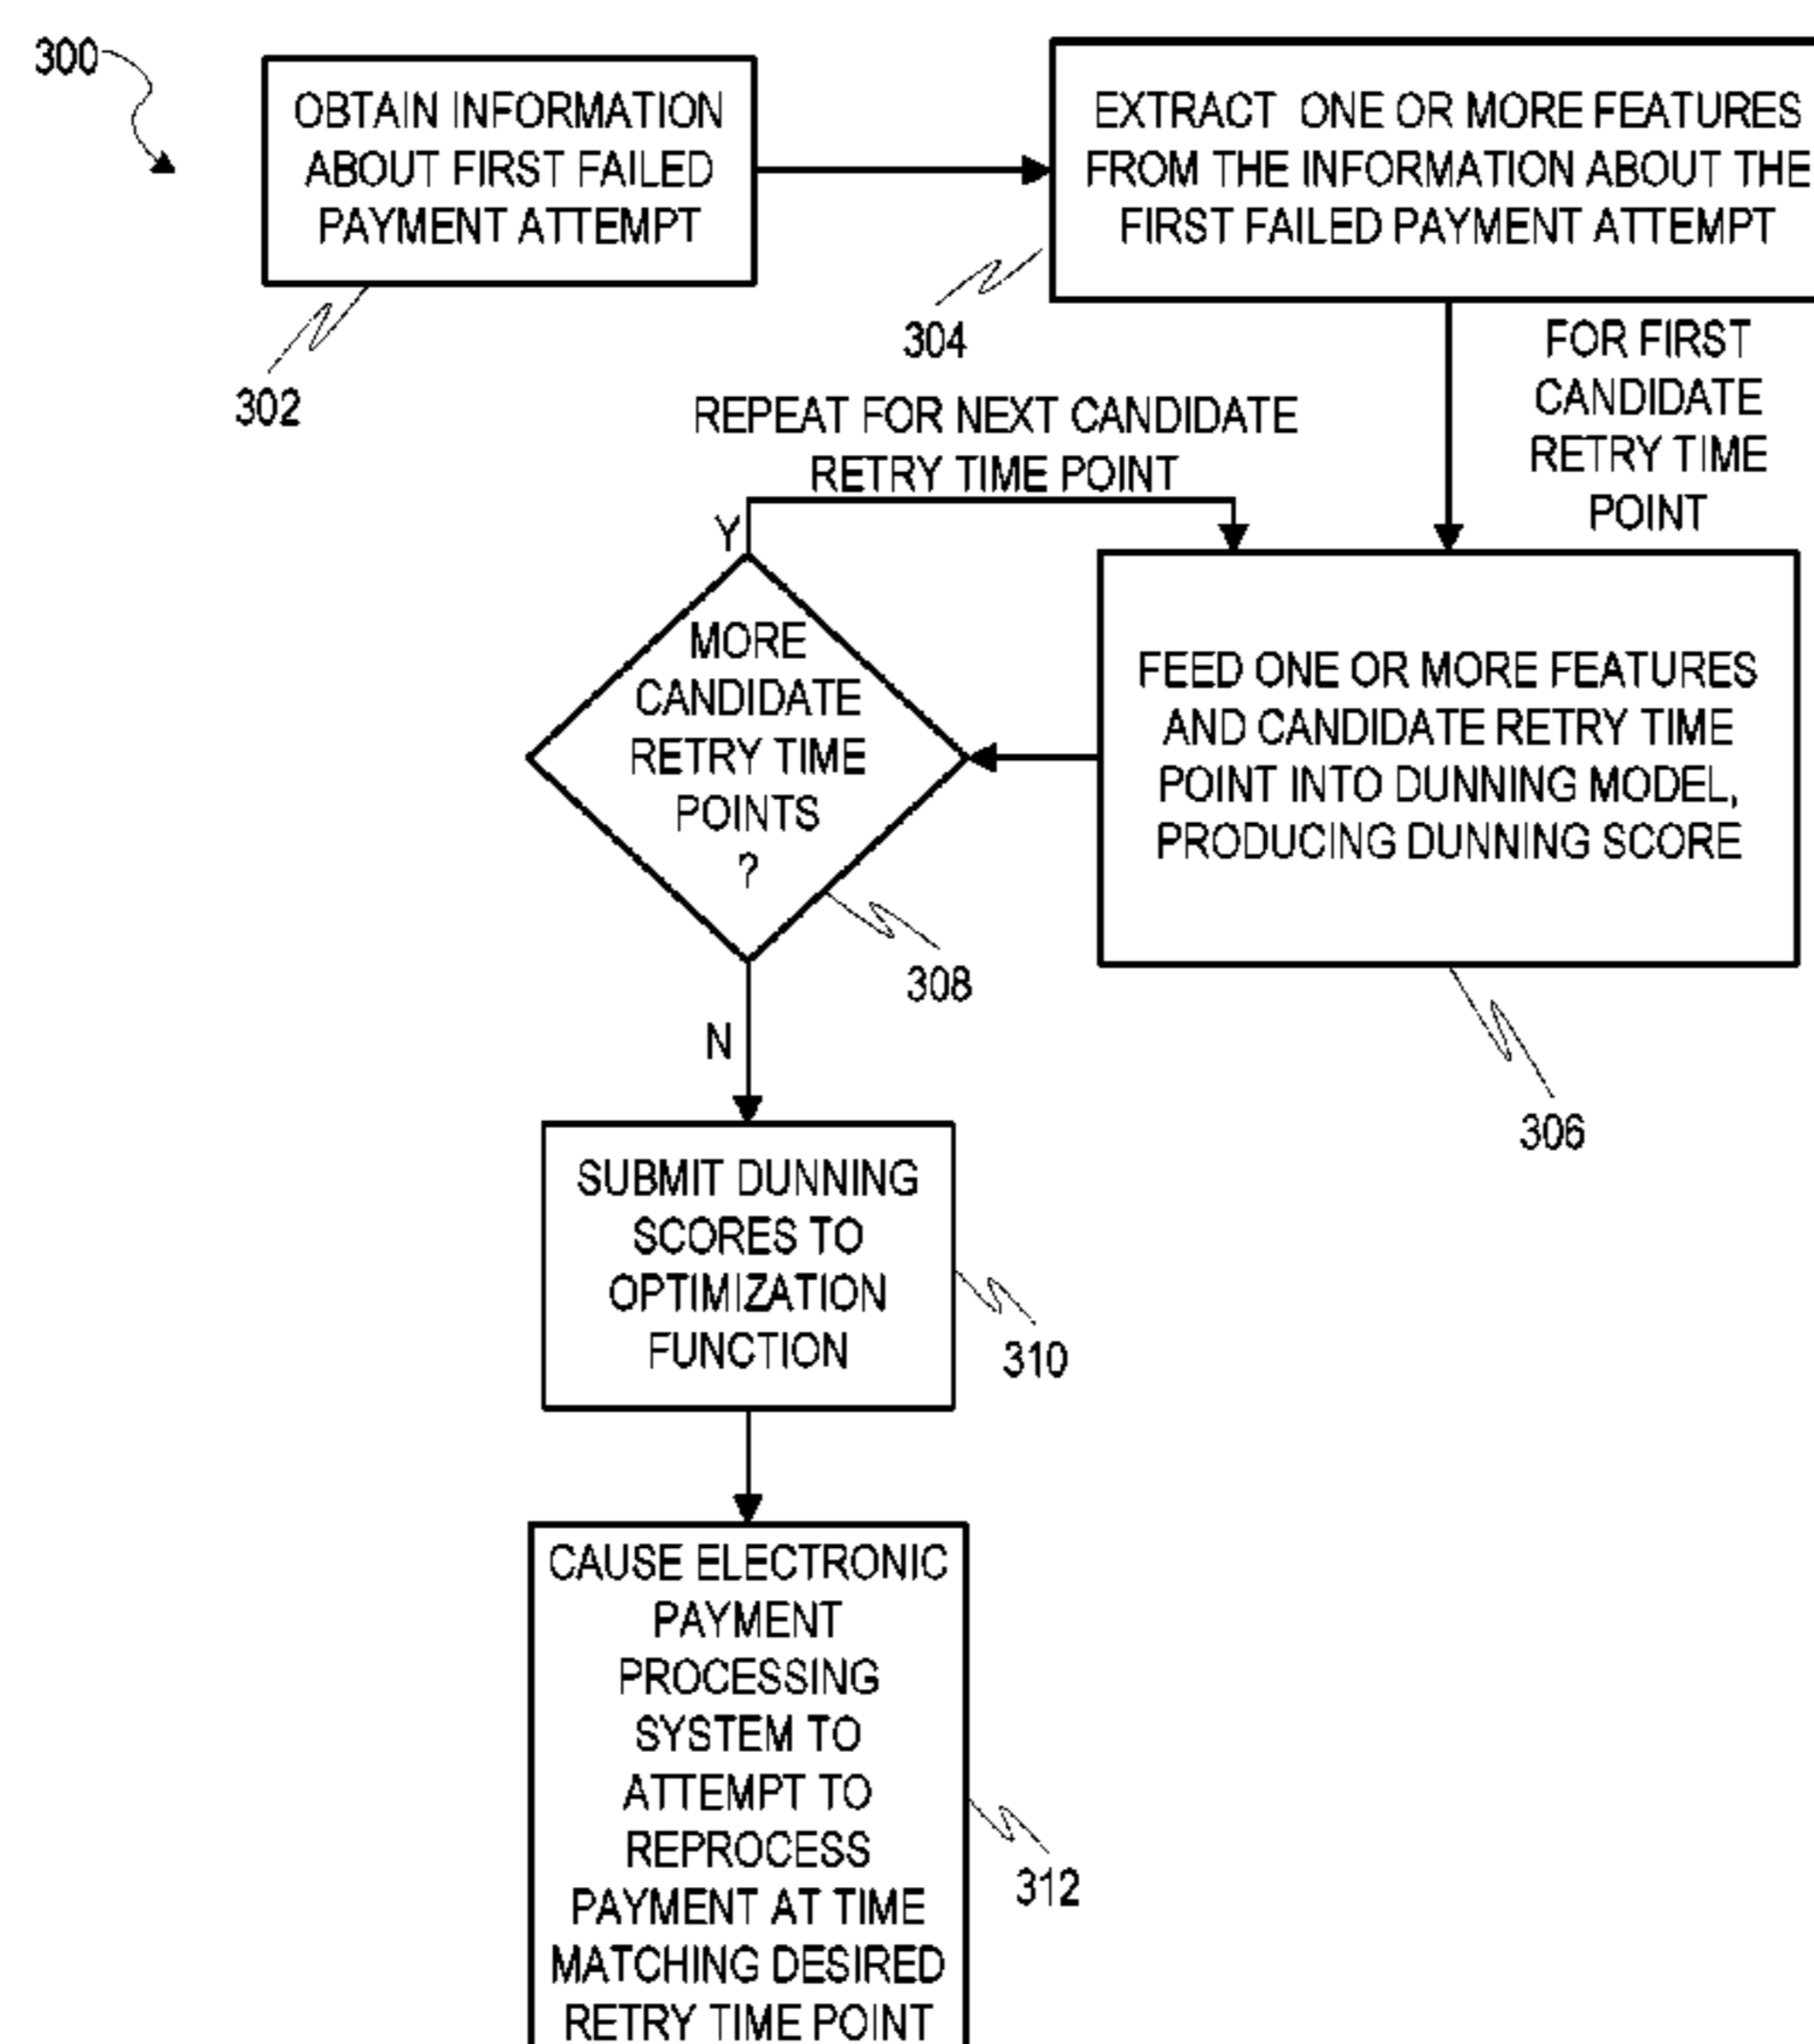 300
OBTAIN INFORMATION
ABOUT FIRST FAILED
PAYMENT ATTEMPT
302
EXTRACT ONE OR MORE FEATURES
FROM THE INFORMATION ABOUT THE
FIRST FAILED PAYMENT ATTEMPT
304
FOR FIRST
CANDIDATE
RETRY TIME
POINT
REPEAT FOR NEXT CANDIDATE
RETRY TIME POINT
Y
MORE
CANDIDATE
RETRY TIME
POINTS
?
308
FEED ONE OR MORE FEATURES
AND CANDIDATE RETRY TIME
POINT INTO DUNNING MODEL,
PRODUCING DUNNING SCORE
306
N
SUBMIT DUNNING
SCORES TO
OPTIMIZATION
FUNCTION
310
CAUSE ELECTRONIC
PAYMENT
PROCESSING
SYSTEM TO
ATTEMPT TO
REPROCESS
PAYMENT AT TIME
MATCHING DESIRED
RETRY TIME POINT
312